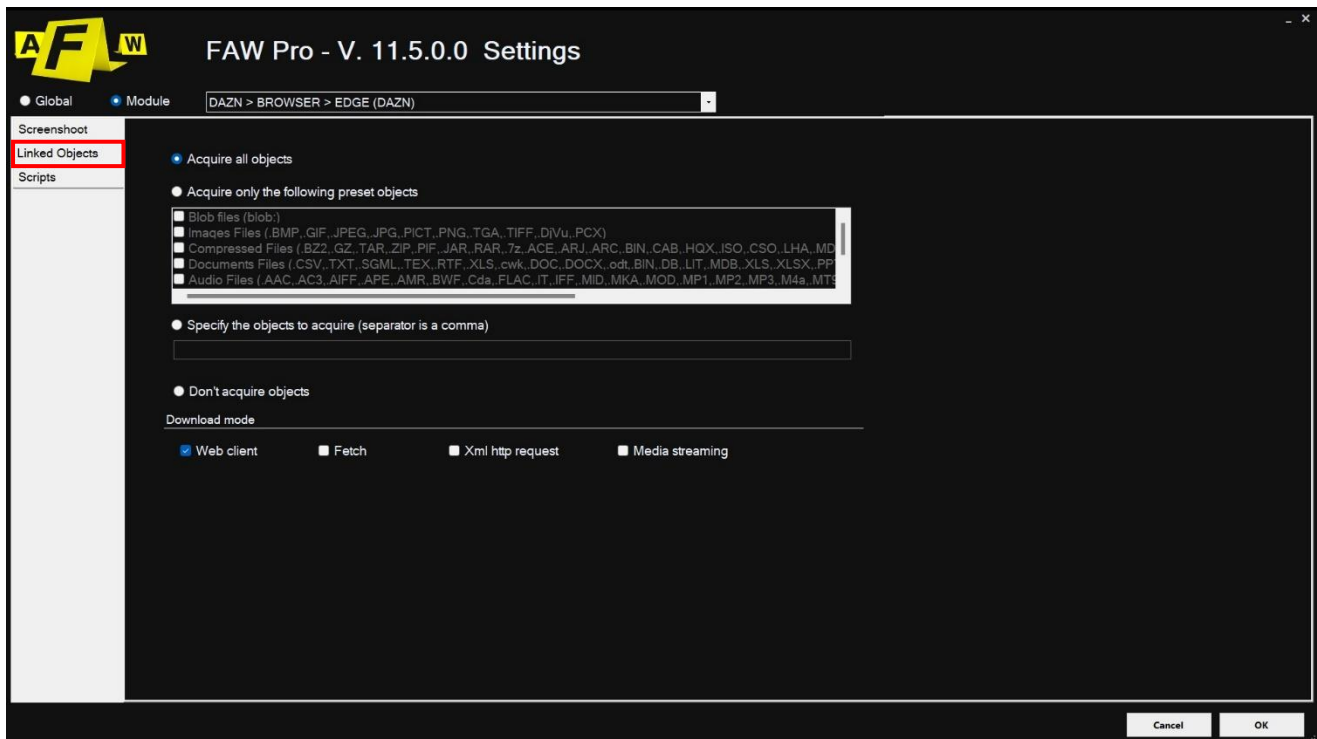 A F A W
FAW Pro - V. 11.5.0.0 Settings
Global Module DAZN > BROWSER > EDGE (DAZN)
Screenshoot
Linked Objects
Scripts
Acquire all objects
Acquire only the following preset objects
Blob files (blob:)
Images Files (.BMP,.GIF,.JPEG,.JPG,.PICT,.PNG,.TGA,.TIFF,.DjVu,.PCX)
Compressed Files (.BZ2,.GZ,.TAR,.ZIP,.PIF,.JAR,.RAR,.7z,.ACE,.ARJ,.ARC,.BIN,.CAB,.HQX,.ISO,.CSO,.LHA,.MD
Documents Files (.CSV,.TXT,.SGML,.TEX,.RTF,.XLS,.cwk,.DOC,.DOCX,.odt,.BIN,.DB,.LIT,.MDB,.XLS,.XLSX,.PP
Audio Files (.AAC,.AC3,.AIFF,.APE,.AMR,.BWF,.Cda,.FLAC,.IT,.IFF,.MID,.MKA,.MOD,.MP1,.MP2,.MP3,.M4a,.MT9
Specify the objects to acquire (separator is a comma)
Don't acquire objects
Download mode
Web client Fetch Xml http request Media streaming
Cancel OK